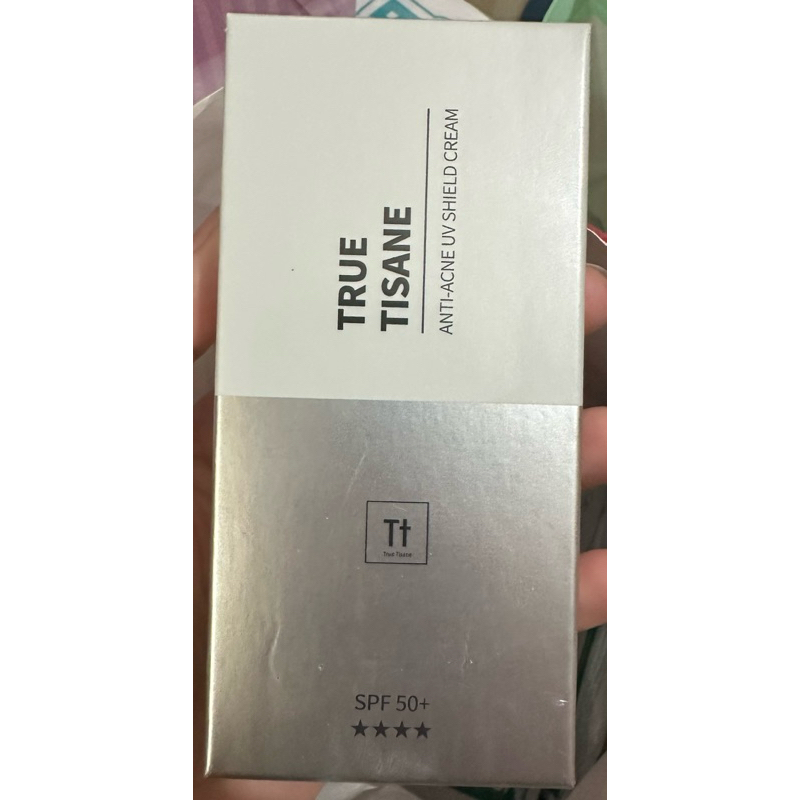 TRUE
TISANE
ANTI-ACNE UV SHIELD CREAM
Tt
True Tisane
SPF 50+
★★★★